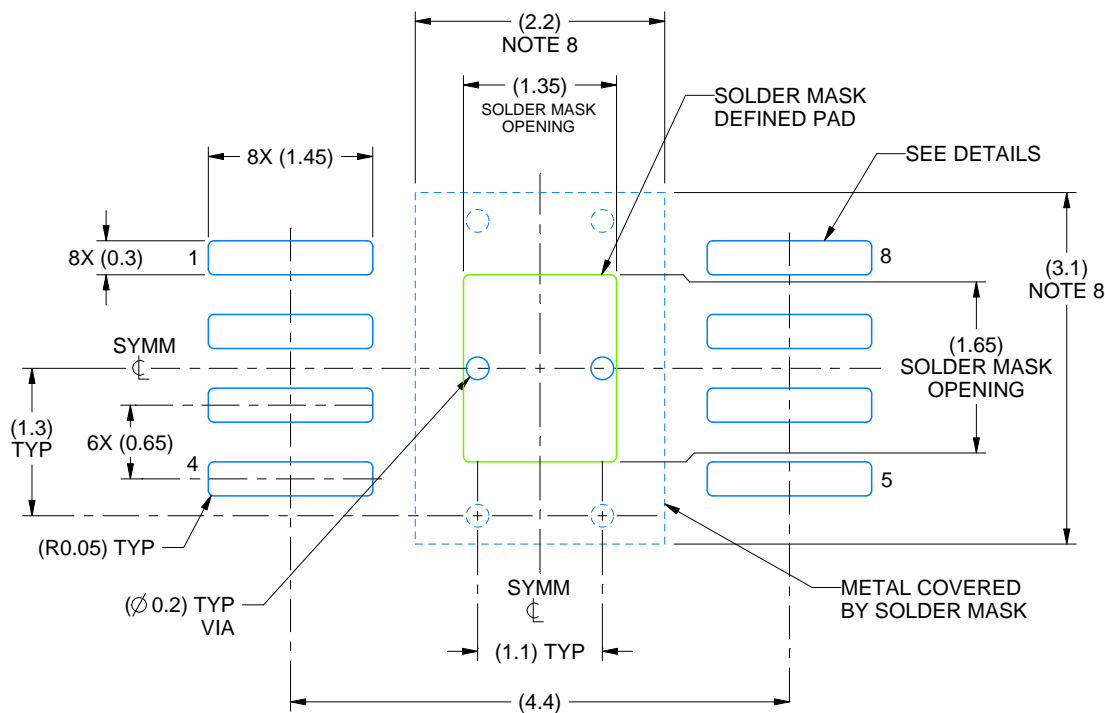 (2.2)
NOTE 8
(1.35)
SOLDER MASK
OPENING
SOLDER MASK
DEFINED PAD
8X (1.45)
SEE DETAILS
8X (0.3)
1
8
(3.1)
NOTE 8
SYMM
℄
(1.65)
SOLDER MASK
OPENING
(1.3)
TYP
6X (0.65)
4
5
(R0.05) TYP
(∅ 0.2) TYP
VIA
SYMM
℄
METAL COVERED
BY SOLDER MASK
(1.1) TYP
(4.4)